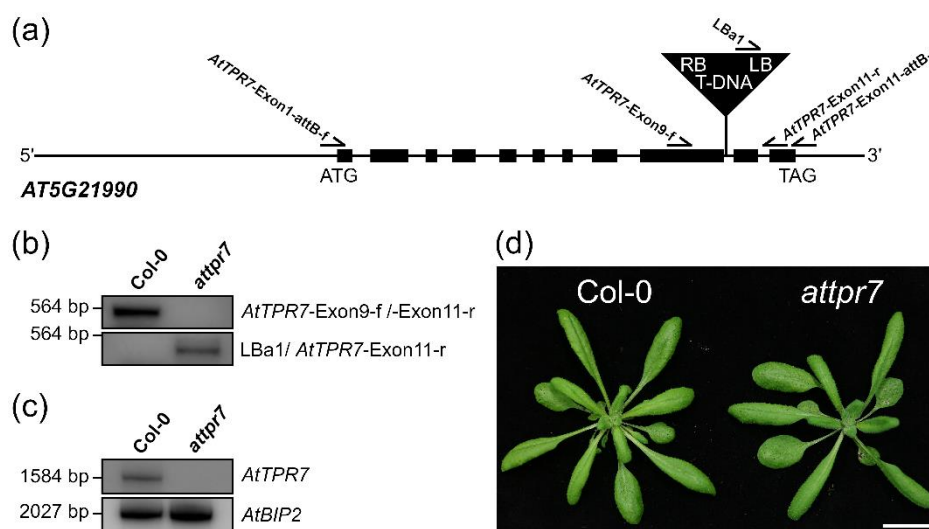 (a)
LBa1
RB LB
T-DNA
AtTPR7-Exon1-attB-f
AtTPR7-Exon9-f
AtTPR7-Exon11-r
AtTPR7-Exon11-attB-
5' 3'
ATG TAG
AT5G21990
(b)
Col-0 attpr7
564 bp AtTPR7-Exon9-f /-Exon11-r
564 bp LBa1/ AtTPR7-Exon11-r
(c)
Col-0 attpr7
1584 bp AtTPR7
2027 bp AtBIP2
(d)
Col-0 attpr7